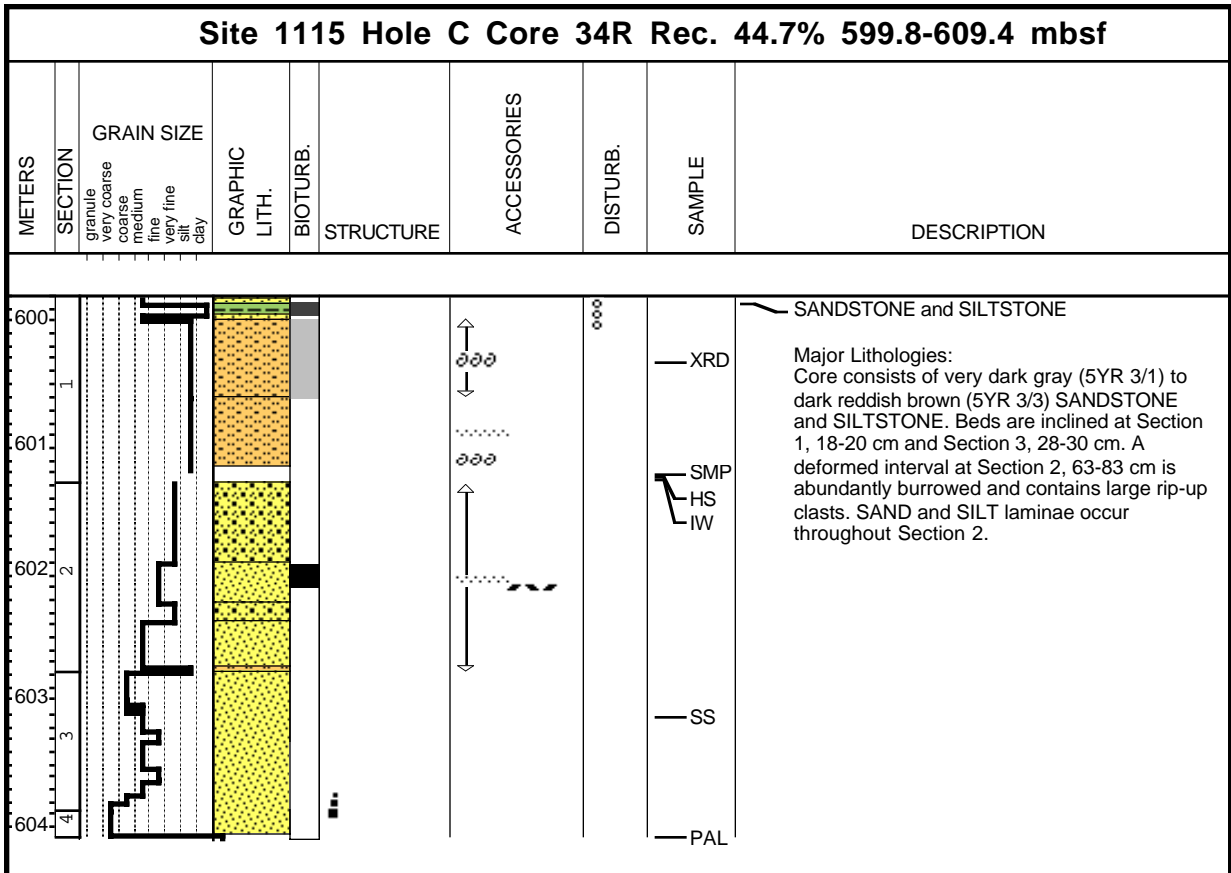 Site 1115 Hole C Core 34R Rec. 44.7% 599.8-609.4 mbsf
METERS
SECTION
GRAIN SIZE
granule
very coarse
coarse
medium
fine
very fine
silt
clay
GRAPHIC
LITH.
BIOTURB.
STRUCTURE
ACCESSORIES
DISTURB.
SAMPLE
DESCRIPTION
600
601
602
603
604
1
2
3
4
XRD
SMP
HS
IW
SS
PAL
SANDSTONE and SILTSTONE
Major Lithologies:
Core consists of very dark gray (5YR 3/1) to
dark reddish brown (5YR 3/3) SANDSTONE
and SILTSTONE. Beds are inclined at Section
1, 18-20 cm and Section 3, 28-30 cm. A
deformed interval at Section 2, 63-83 cm is
abundantly burrowed and contains large rip-up
clasts. SAND and SILT laminae occur
throughout Section 2.